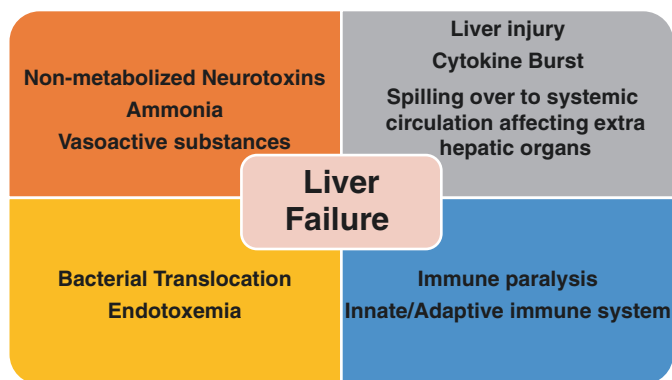 Non-metabolized Neurotoxins
Ammonia
Vasoactive substances
Liver injury
Cytokine Burst
Spilling over to systemic
circulation affecting extra
hepatic organs
Liver
Failure
Bacterial Translocation
Endotoxemia
Immune paralysis
Innate/Adaptive immune system